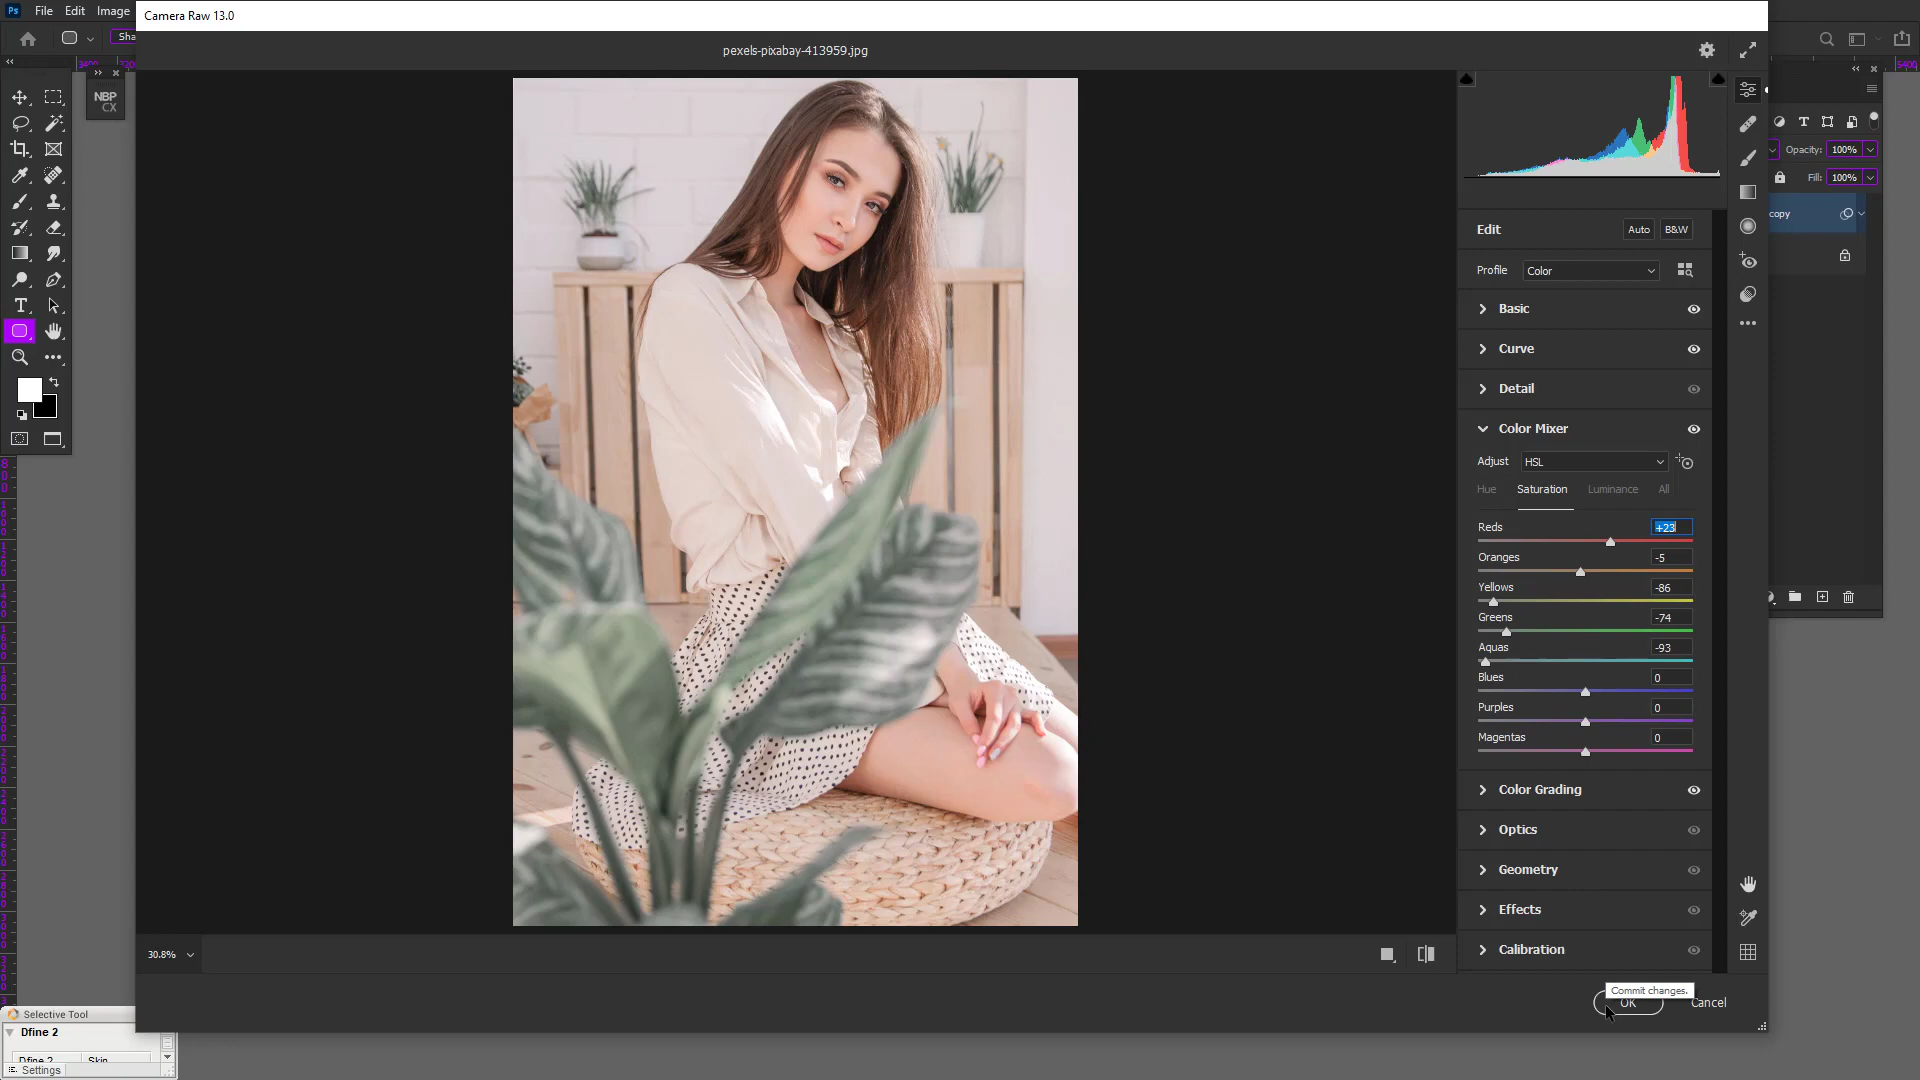 Ps File Edit Image
Camera Raw 13.0
Sha
pexels-pixabay-413959.jpg
3400
5400
NBP
CX
Opacity: 100%
Fill: 100%
copy
Edit Auto B&W
Profile Color
Basic
Curve
Detail
Color Mixer
Adjust HSL
Hue Saturation Luminance All
Reds +23
Oranges -5
Yellows -86
Greens -74
Aquas -93
Blues 0
Purples 0
Magentas 0
Color Grading
Optics
Geometry
Effects
Calibration
30.8%
Commit changes.
OK Cancel
Selective Tool
Dfine 2
Dfine 2 Skin
Settings